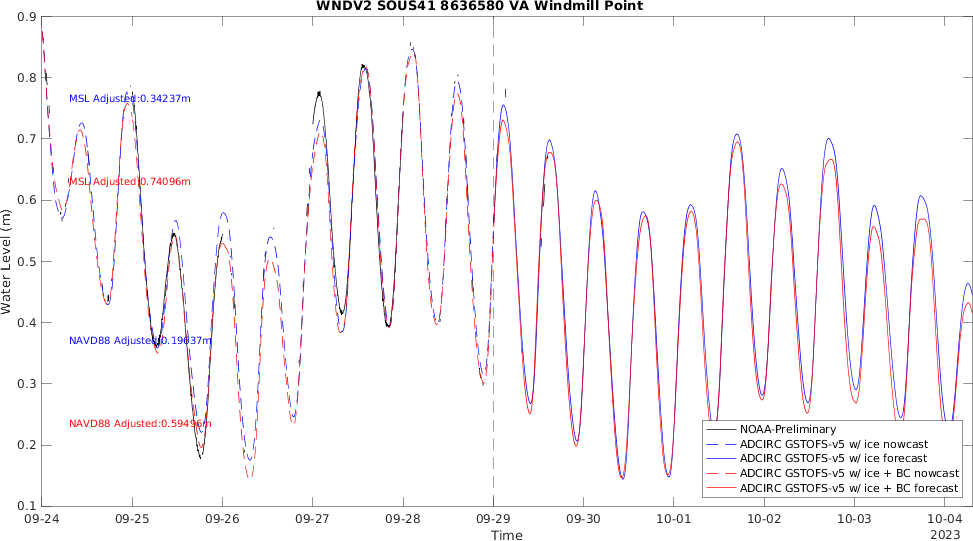 WNDV2 SOUS41 8636580 VA Windmill Point
0.9
0.8
0.7
0.6
0.5
0.4
0.3
0.2
0.1
Water Level (m)
MSL Adjusted:0.34237m
MSL Adjusted:0.74096m
NAVD88 Adjusted:0.19637m
NAVD88 Adjusted:0.59496m
NOAA-Preliminary
ADCIRC GSTOFS-v5 w/ ice nowcast
ADCIRC GSTOFS-v5 w/ ice forecast
ADCIRC GSTOFS-v5 w/ ice + BC nowcast
ADCIRC GSTOFS-v5 w/ ice + BC forecast
09-24 09-25 09-26 09-27 09-28 09-29 09-30 10-01 10-02 10-03 10-04
Time 2023